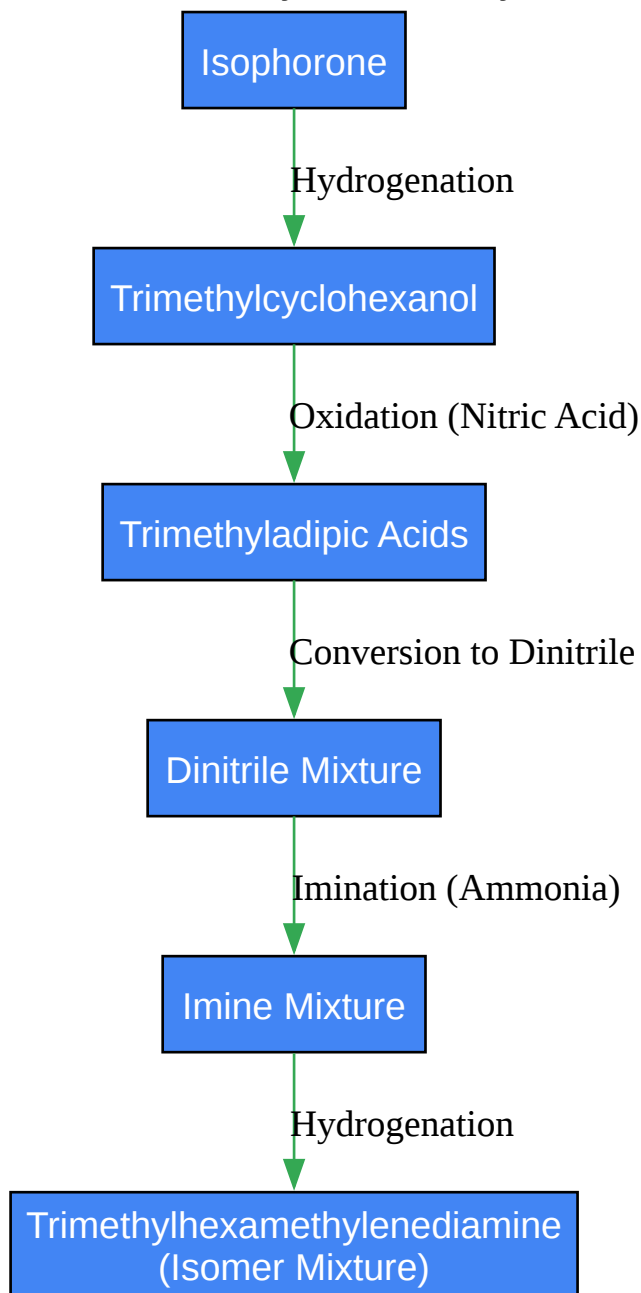 Isophorone
Hydrogenation
Trimethylcyclohexanol
Oxidation (Nitric Acid)
Trimethyladipic Acids
Conversion to Dinitrile
Dinitrile Mixture
Imination (Ammonia)
Imine Mixture
Hydrogenation
Trimethylhexamethylenediamine
(Isomer Mixture)